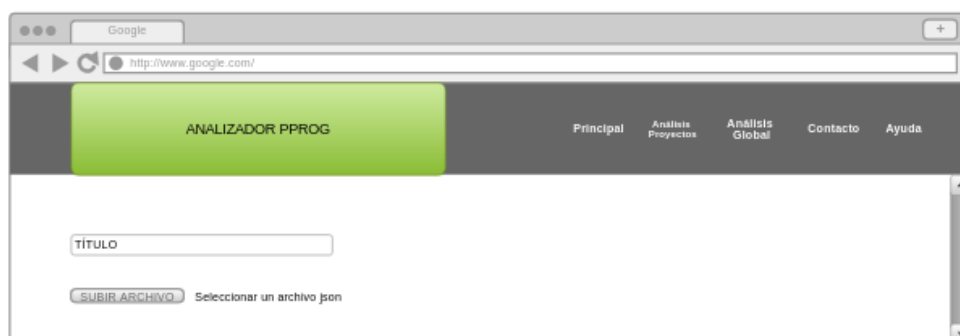 Google
+
http://www.google.com/
ANALIZADOR PPROG
Principal
Análisis
Proyectos
Análisis
Global
Contacto
Ayuda
TÍTULO
SUBIR ARCHIVO Seleccionar un archivo json